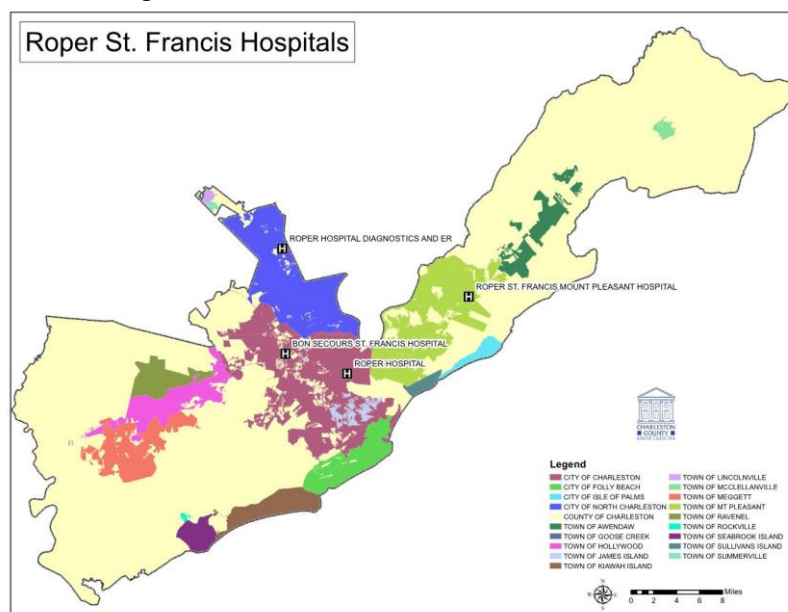 Roper St. Francis Hospitals
ROPER HOSPITAL DIAGNOSTICS AND ER
ROPER ST. FRANCIS MOUNT PLEASANT HOSPITAL
BON SECOURS ST. FRANCIS HOSPITAL
ROPER HOSPITAL
H
H
H
H
CHARLESTON
COUNTY
SOUTH CAROLINA
Legend
CITY OF CHARLESTON
CITY OF FOLLY BEACH
CITY OF ISLE OF PALMS
CITY OF NORTH CHARLESTON
COUNTY OF CHARLESTON
TOWN OF AWENDAW
TOWN OF GOOSE CREEK
TOWN OF HOLLYWOOD
TOWN OF JAMES ISLAND
TOWN OF KIAWAH ISLAND
TOWN OF LINCOLNVILLE
TOWN OF MCCLELLANVILLE
TOWN OF MEGGETT
TOWN OF MT PLEASANT
TOWN OF RAVENEL
TOWN OF ROCKVILLE
TOWN OF SEABROOK ISLAND
TOWN OF SULLIVANS ISLAND
TOWN OF SUMMERVILLE
Miles
0 2 4 6 8